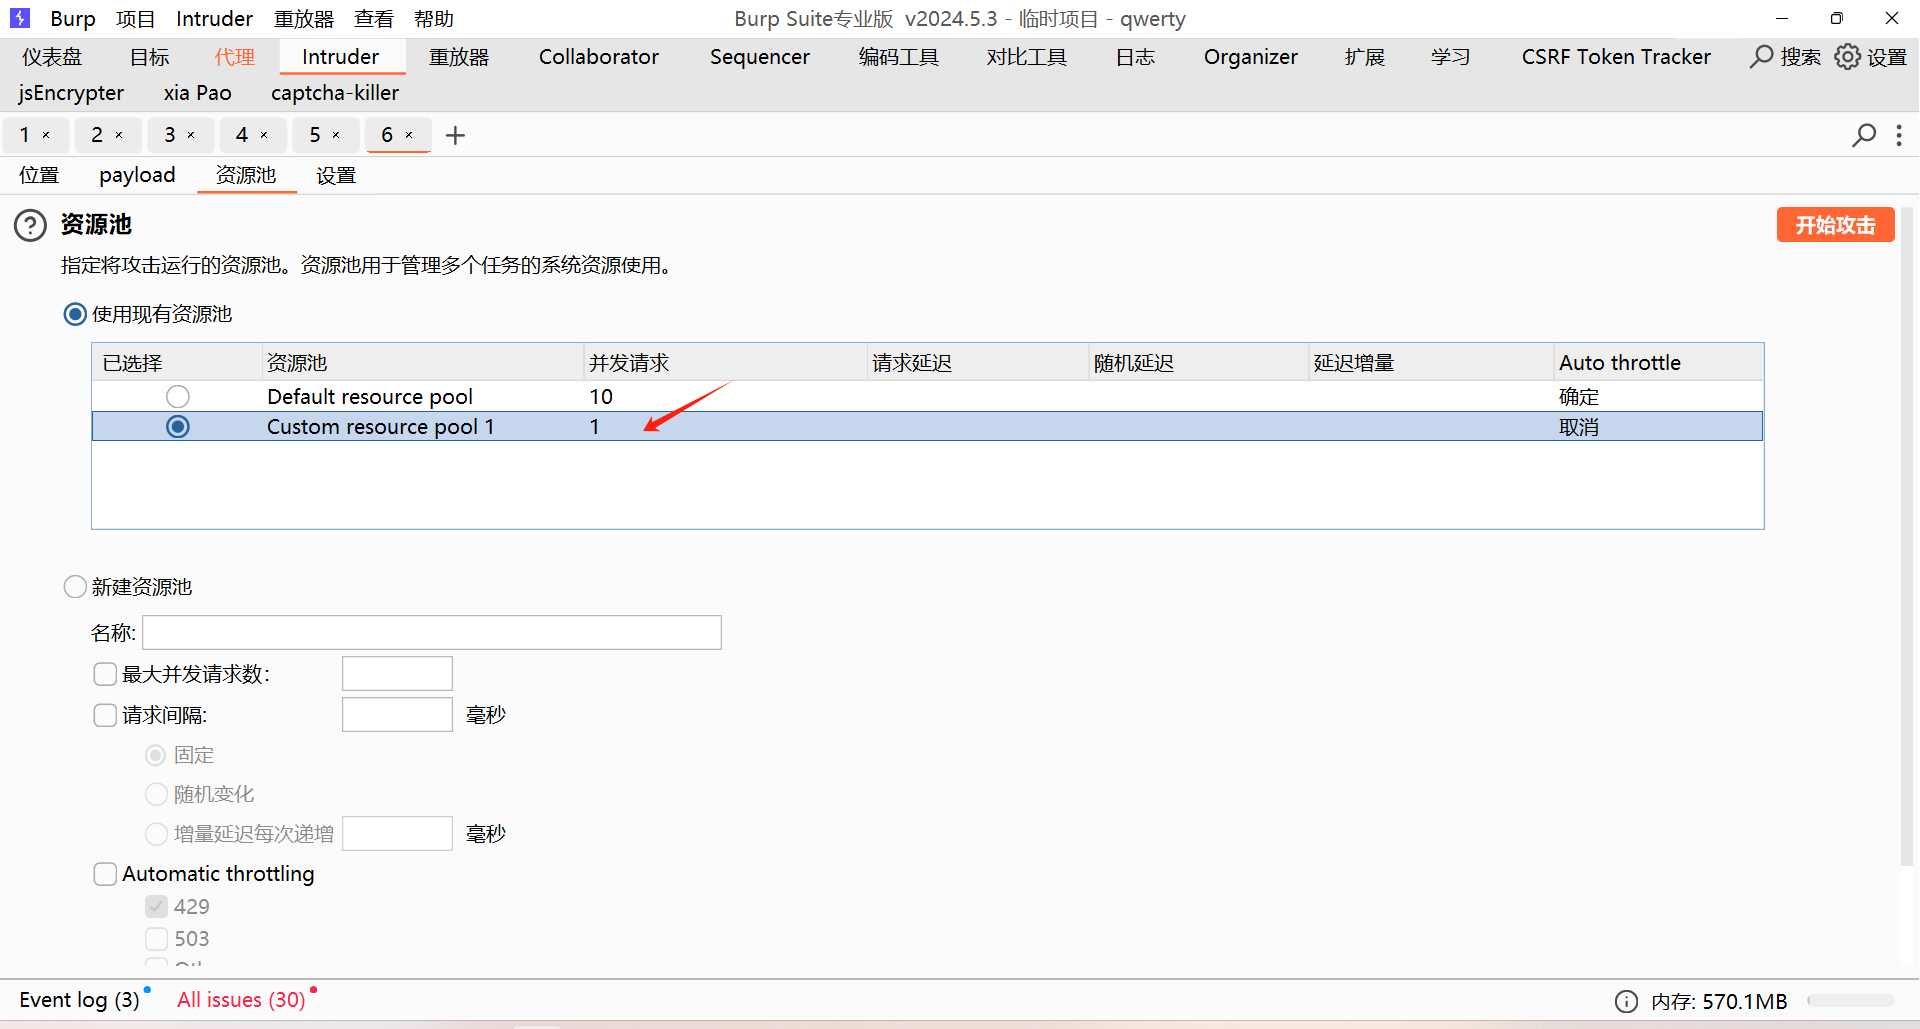 Burp 项目 Intruder 重放器 查看 帮助 Burp Suite专业版 v2024.5.3 - 临时项目 - qwerty
仪表盘 目标 代理 Intruder 重放器 Collaborator Sequencer 编码工具 对比工具 日志 Organizer 扩展 学习 CSRF Token Tracker 搜索 设置
jsEncrypter xia Pao captcha-killer
1 × 2 × 3 × 4 × 5 × 6 × +
位置 payload 资源池 设置
? 资源池 开始攻击
指定将攻击运行的资源池。资源池用于管理多个任务的系统资源使用。
使用现有资源池
已选择 资源池 并发请求 请求延迟 随机延迟 延迟增量 Auto throttle
Default resource pool 10 确定
Custom resource pool 1 1 取消
新建资源池
名称:
最大并发请求数:
请求间隔: 毫秒
固定
随机变化
增量延迟每次递增 毫秒
Automatic throttling
429
503
Event log (3) All issues (30) 内存: 570.1MB